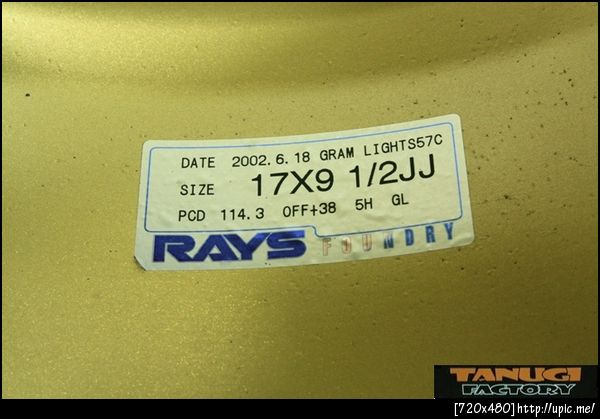 DATE 2002.6.18 GRAM LIGHTS57C
SIZE 17X9 1/2JJ
PCD 114.3 OFF+38 5H GL
RAYS FOUNDRY
TANUGI
FACTORY
[720x480]http://upic.me/